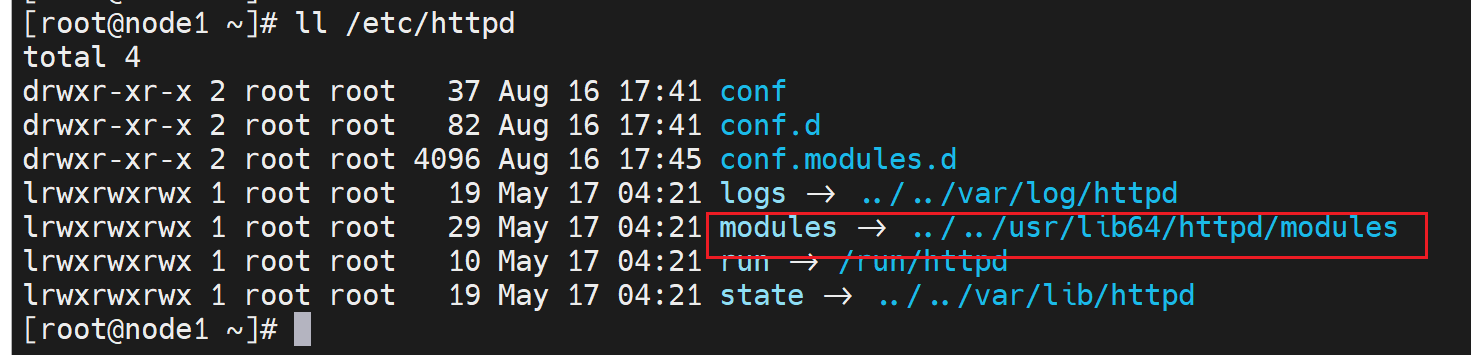 [root@node1 ~]# ll /etc/httpd
total 4
drwxr-xr-x 2 root root   37 Aug 16 17:41 conf
drwxr-xr-x 2 root root   82 Aug 16 17:41 conf.d
drwxr-xr-x 2 root root 4096 Aug 16 17:45 conf.modules.d
lrwxrwxrwx 1 root root   19 May 17 04:21 logs -> ../../var/log/httpd
lrwxrwxrwx 1 root root   29 May 17 04:21 modules -> ../../usr/lib64/httpd/modules
lrwxrwxrwx 1 root root   10 May 17 04:21 run -> /run/httpd
lrwxrwxrwx 1 root root   19 May 17 04:21 state -> ../../var/lib/httpd
[root@node1 ~]#